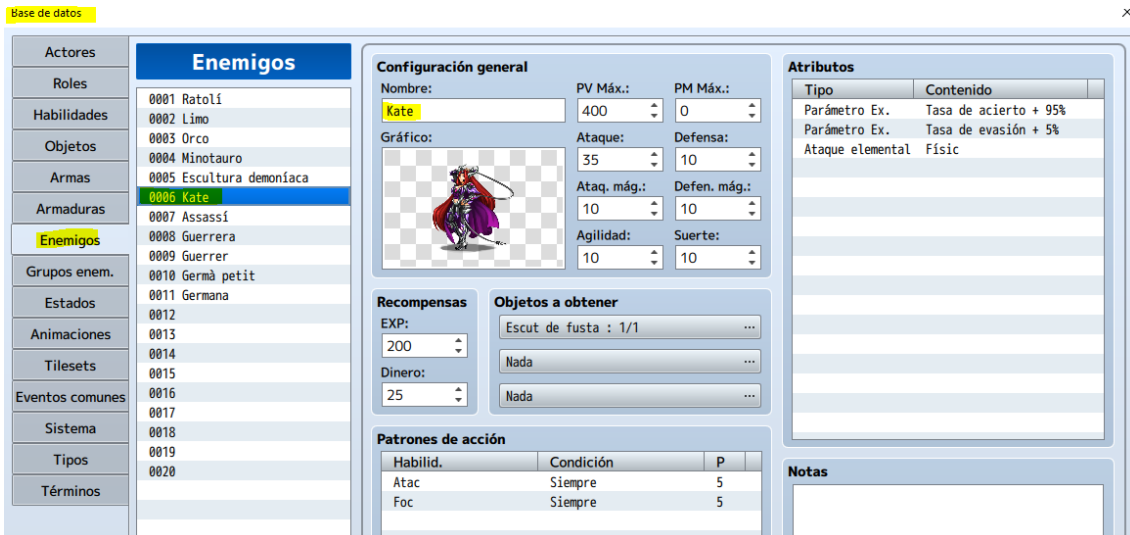 Base de datos
Actores
Roles
Habilidades
Objetos
Armas
Armaduras
Enemigos
Grupos enem.
Estados
Animaciones
Tilesets
Eventos comunes
Sistema
Tipos
Términos
Enemigos
0001 Ratolí
0002 Limo
0003 Orco
0004 Minotauro
0005 Escultura demoníaca
0006 Kate
0007 Assassí
0008 Guerrera
0009 Guerrer
0010 Germà petit
0011 Germana
0012
0013
0014
0015
0016
0017
0018
0019
0020
Configuración general
Nombre: PV Máx.: PM Máx.:
Kate 400 0
Gráfico: Ataque: Defensa:
35 10
Ataq. mág.: Defen. mág.:
10 10
Agilidad: Suerte:
10 10
Recompensas
EXP:
200
Dinero:
25
Objetos a obtener
Escut de fusta : 1/1 ...
Nada ...
Nada ...
Patrones de acción
Habilid. Condición P
Atac Siempre 5
Foc Siempre 5
Atributos
Tipo Contenido
Parámetro Ex. Tasa de acierto + 95%
Parámetro Ex. Tasa de evasión + 5%
Ataque elemental Físic
Notas